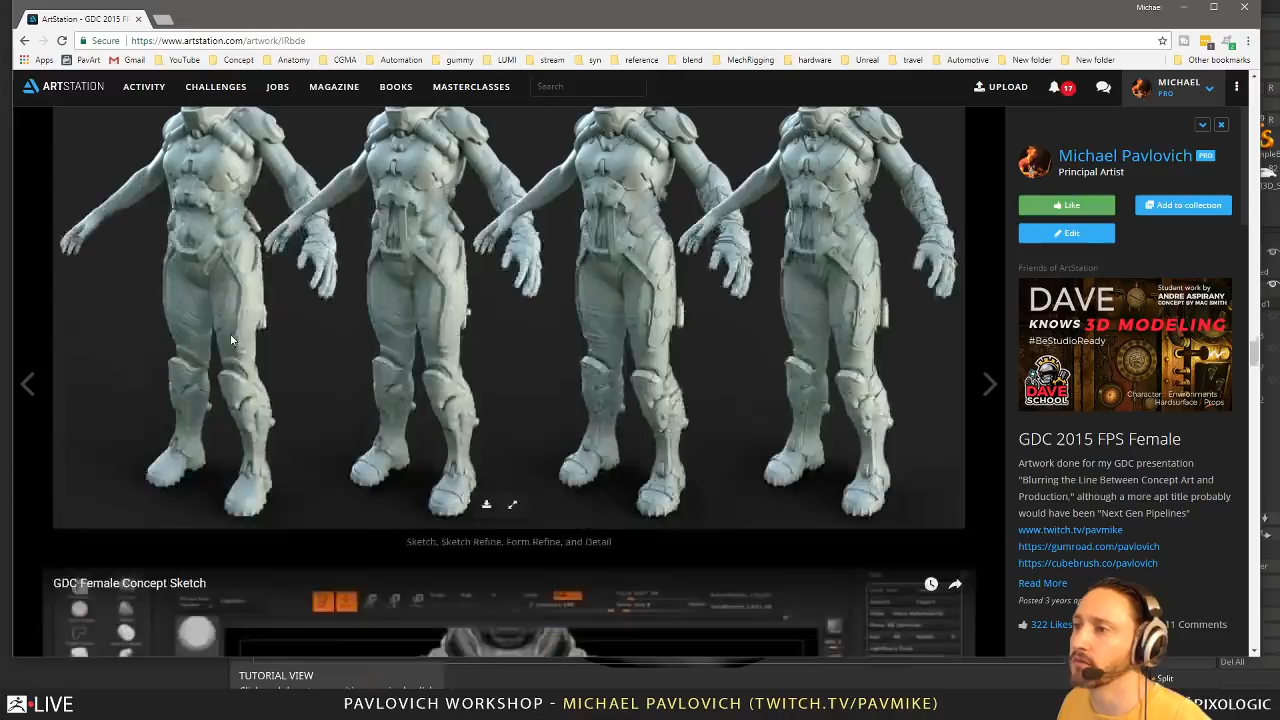 ArtStation - GDC 2015 FPS
Michael
Secure
https://www.artstation.com/artwork/lRbde
Apps PavArt Gmail YouTube Concept Anatomy CGMA Automation gummy LUMI stream syn reference blend MechRigging hardware Unreal travel Automotive New folder New folder Other bookmarks
ARTSTATION ACTIVITY CHALLENGES JOBS MAGAZINE BOOKS MASTERCLASSES Search UPLOAD 17 MICHAEL
PRO
Michael Pavlovich PRO
Principal Artist
Like Add to collection
Edit
Friends of ArtStation
DAVE
Student work by
ANDRE ASPIRANY
CONCEPT BY MAC SMITH
KNOWS 3D MODELING
#BeStudioReady
DAVE
SCHOOL
Character Environments
Hardsurface / Props
GDC 2015 FPS Female
Artwork done for my GDC presentation
"Blurring the Line Between Concept Art and
Production," although a more apt title probably
would have been "Next Gen Pipelines"
www.twitch.tv/pavmike
https://gumroad.com/pavlovich
https://cubebrush.co/pavlovich
Read More
Posted 3 years
322 Likes
11 Comments
Sketch, Sketch Refine, Form Refine, and Detail
GDC Female Concept Sketch
TUTORIAL VIEW
Del All
Split
LIVE
PAVLOVICH WORKSHOP - MICHAEL PAVLOVICH (TWITCH.TV/PAVMIKE)
PIXOLOGIC